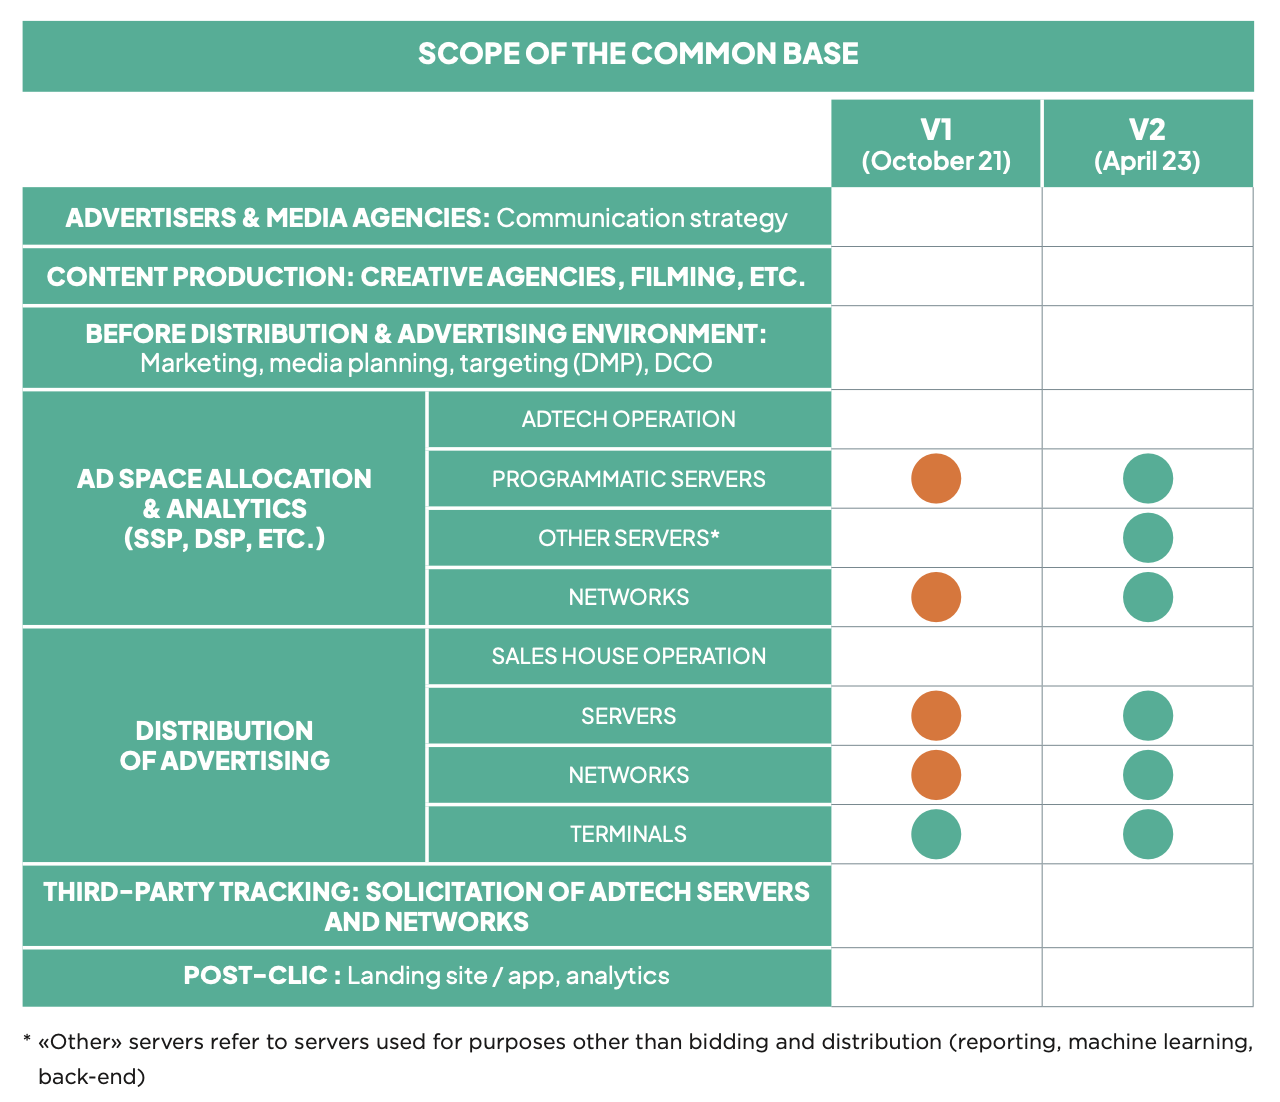 SCOPE OF THE COMMON BASE
V1
(October 21)
V2
(April 23)
ADVERTISERS & MEDIA AGENCIES: Communication strategy
CONTENT PRODUCTION: CREATIVE AGENCIES, FILMING, ETC.
BEFORE DISTRIBUTION & ADVERTISING ENVIRONMENT:
Marketing, media planning, targeting (DMP), DCO
AD SPACE ALLOCATION
& ANALYTICS
(SSP, DSP, ETC.)
ADTECH OPERATION
PROGRAMMATIC SERVERS
OTHER SERVERS*
NETWORKS
DISTRIBUTION
OF ADVERTISING
SALES HOUSE OPERATION
SERVERS
NETWORKS
TERMINALS
THIRD-PARTY TRACKING: SOLICITATION OF ADTECH SERVERS
AND NETWORKS
POST-CLIC : Landing site / app, analytics
* «Other» servers refer to servers used for purposes other than bidding and distribution (reporting, machine learning,
back-end)